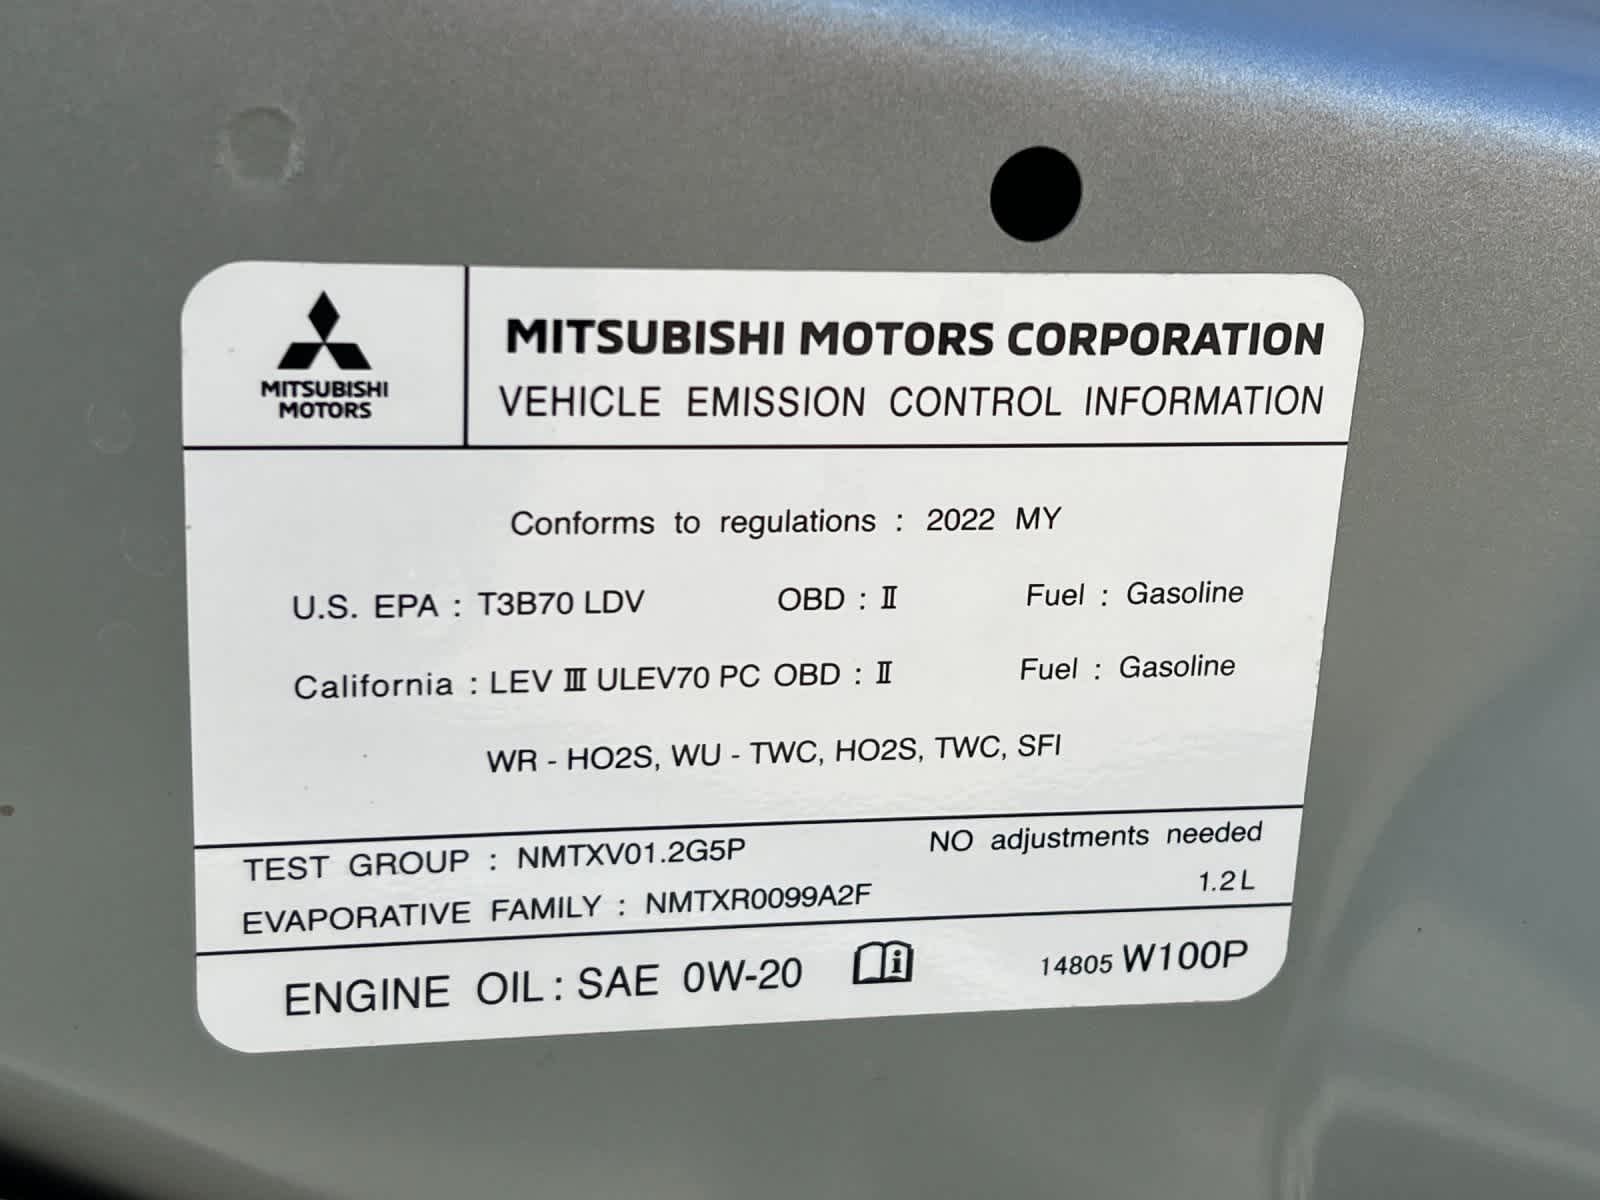 MITSUBISHI
MOTORS
MITSUBISHI MOTORS CORPORATION
VEHICLE EMISSION CONTROL INFORMATION
Conforms to regulations : 2022 MY
U.S. EPA : T3B70 LDV OBD : Ⅱ Fuel : Gasoline
California : LEV Ⅲ ULEV70 PC OBD : Ⅱ Fuel : Gasoline
WR - HO2S, WU - TWC, HO2S, TWC, SFI
TEST GROUP : NMTXV01.2G5P NO adjustments needed
EVAPORATIVE FAMILY : NMTXR0099A2F 1.2 L
ENGINE OIL : SAE 0W-20 i 14805 W100P